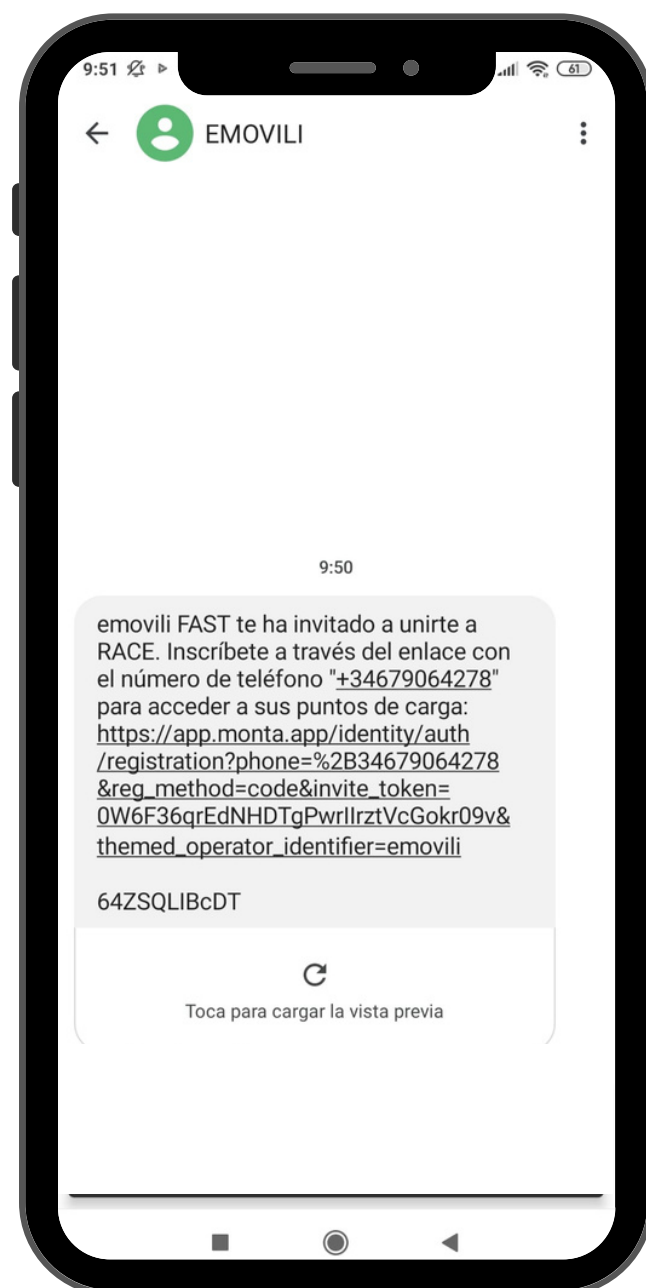 9:51
61
EMOVILI
9:50
emovili FAST te ha invitado a unirte a
RACE. Inscríbete a través del enlace con
el número de teléfono "+34679064278"
para acceder a sus puntos de carga:
https://app.monta.app/identity/auth
/registration?phone=%2B34679064278
&reg_method=code&invite_token=
0W6F36qrEdNHDTgPwrIIrztVcGokr09v&
themed_operator_identifier=emovili
64ZSQLIBcDT
Toca para cargar la vista previa